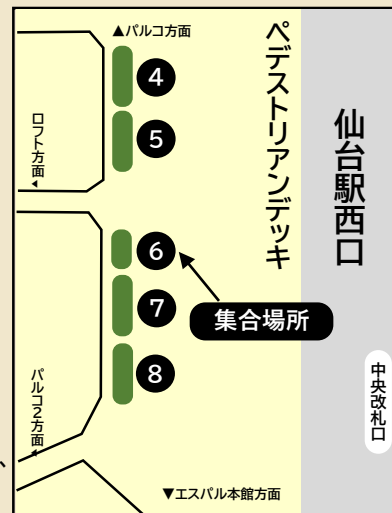 ▲パルコ方面
ペデストリアンデッキ
仙台駅西口
4
5
ロフト方面◀
6
7
集合場所
8
中央改札口
パルコ2方面◀
、
▼エスパル本館方面